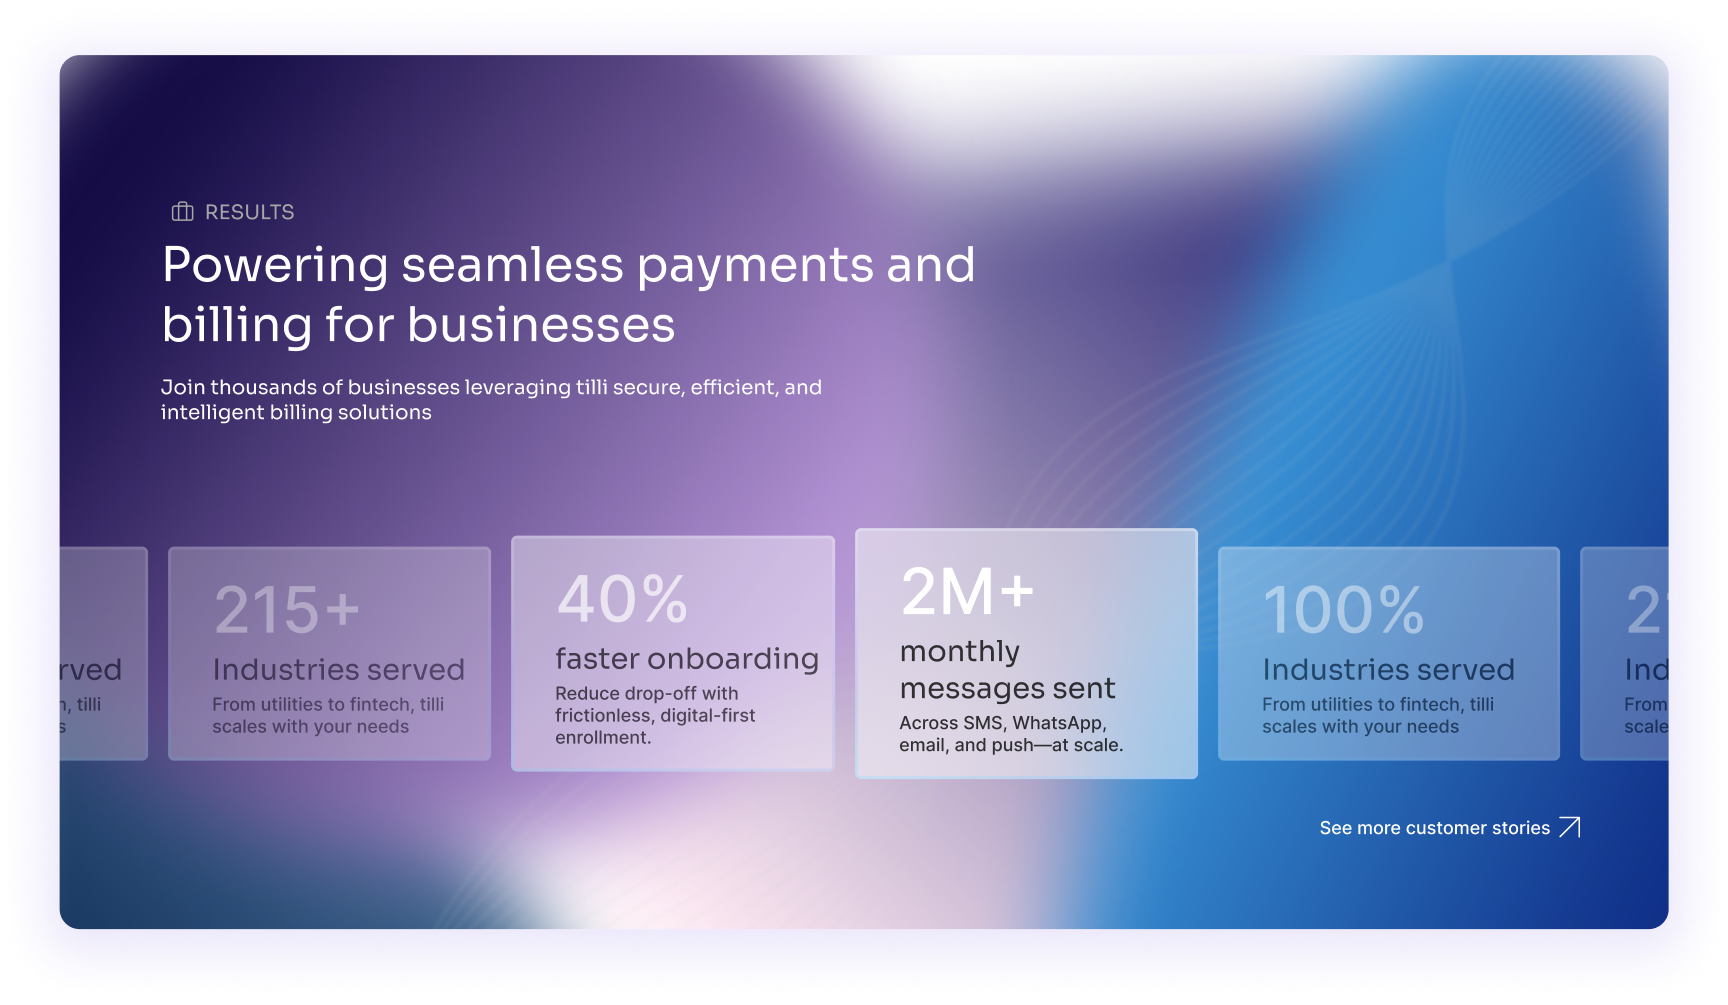 RESULTS
Powering seamless payments and
billing for businesses
Join thousands of businesses leveraging tilli secure, efficient, and
intelligent billing solutions
rved
tilli
s
215+
Industries served
From utilities to fintech, tilli
scales with your needs
40%
faster onboarding
Reduce drop-off with
frictionless, digital-first
enrollment.
2M+
monthly
messages sent
Across SMS, WhatsApp,
email, and push—at scale.
100%
Industries served
From utilities to fintech, tilli
scales with your needs
2
Ind
From
scale
See more customer stories